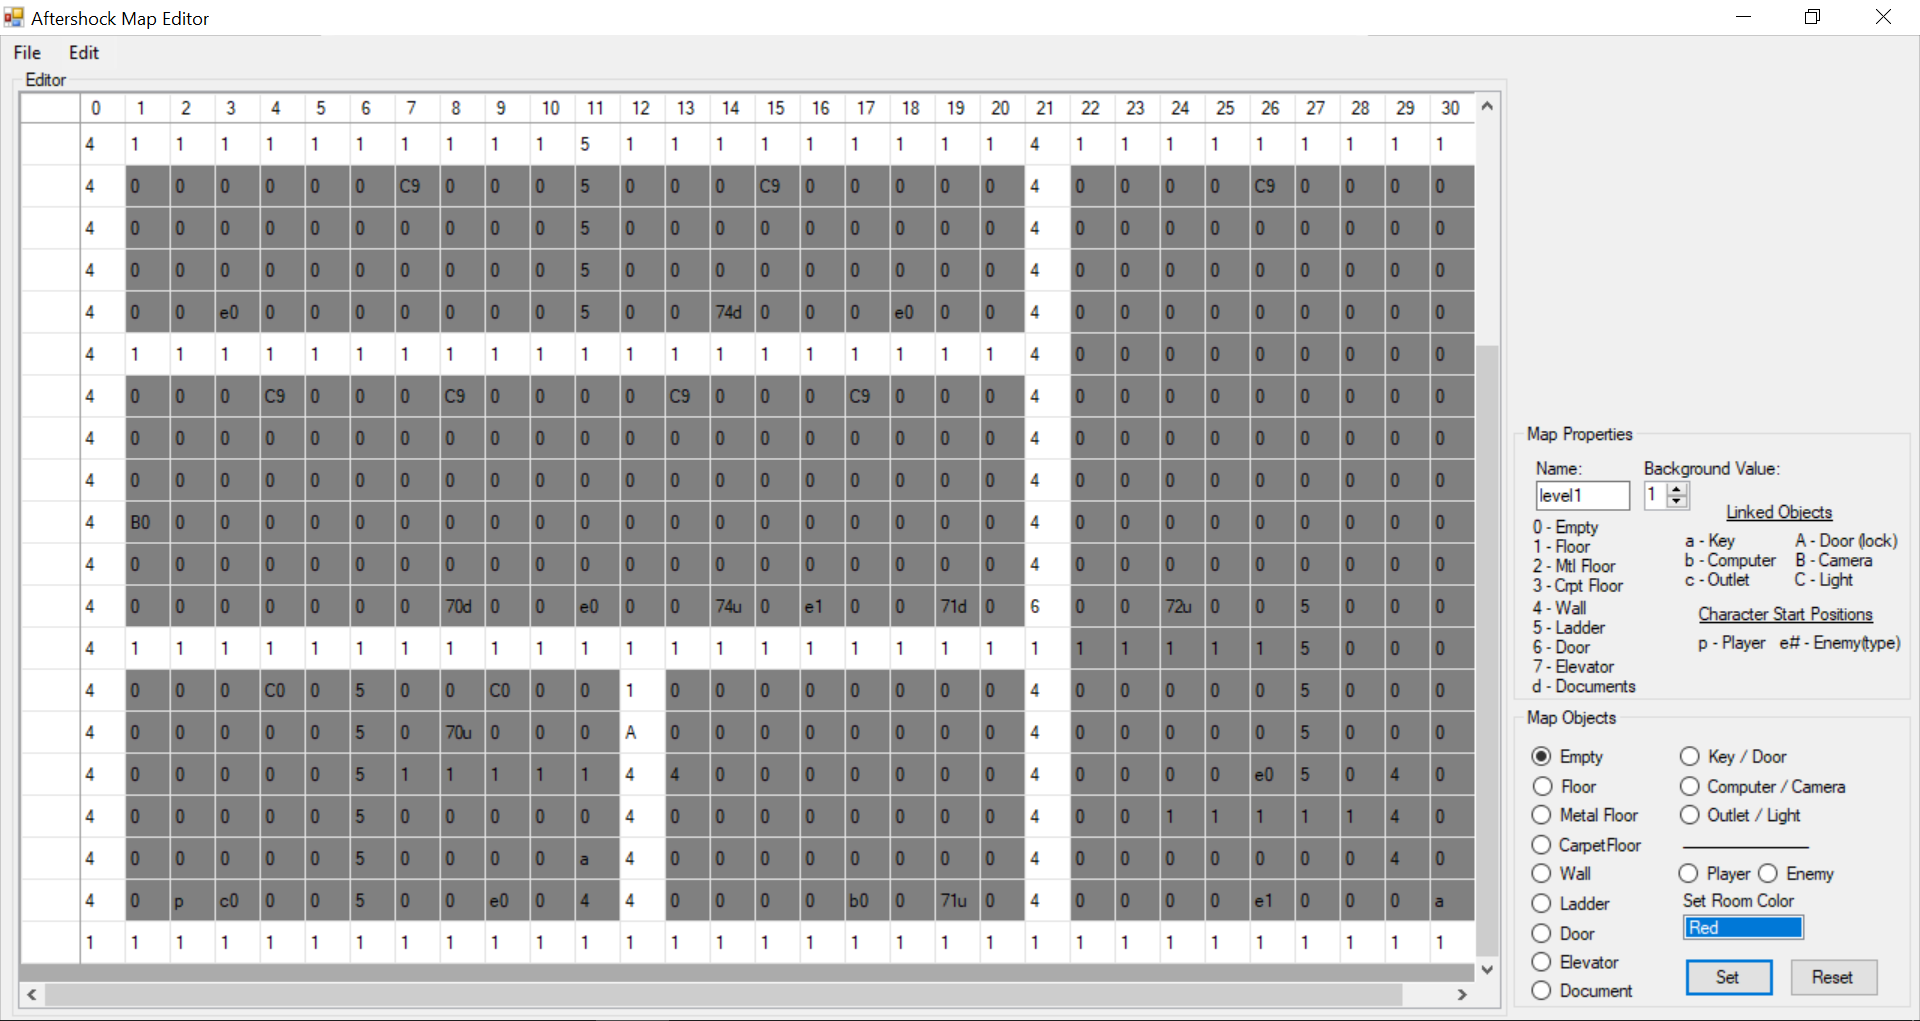 Aftershock Map Editor
File Edit
Editor
0 1 2 3 4 5 6 7 8 9 10 11 12 13 14 15 16 17 18 19 20 21 22 23 24 25 26 27 28 29 30
4 1 1 1 1 1 1 1 1 1 1 5 1 1 1 1 1 1 1 1 1 4 1 1 1 1 1 1 1 1 1
4 0 0 0 0 0 0 C9 0 0 0 5 0 0 0 C9 0 0 0 0 0 4 0 0 0 0 C9 0 0 0 0
4 0 0 0 0 0 0 0 0 0 0 5 0 0 0 0 0 0 0 0 0 4 0 0 0 0 0 0 0 0 0
4 0 0 0 0 0 0 0 0 0 0 5 0 0 0 0 0 0 0 0 0 4 0 0 0 0 0 0 0 0 0
4 0 0 e0 0 0 0 0 0 0 0 5 0 0 74d 0 0 0 e0 0 0 4 0 0 0 0 0 0 0 0 0
4 1 1 1 1 1 1 1 1 1 1 1 1 1 1 1 1 1 1 1 1 4 0 0 0 0 0 0 0 0 0
4 0 0 0 C9 0 0 0 C9 0 0 0 0 C9 0 0 0 C9 0 0 0 4 0 0 0 0 0 0 0 0 0
4 0 0 0 0 0 0 0 0 0 0 0 0 0 0 0 0 0 0 0 0 4 0 0 0 0 0 0 0 0 0
4 0 0 0 0 0 0 0 0 0 0 0 0 0 0 0 0 0 0 0 0 4 0 0 0 0 0 0 0 0 0
4 B0 0 0 0 0 0 0 0 0 0 0 0 0 0 0 0 0 0 0 0 4 0 0 0 0 0 0 0 0 0
4 0 0 0 0 0 0 0 0 0 0 0 0 0 0 0 0 0 0 0 0 4 0 0 0 0 0 0 0 0 0
4 0 0 0 0 0 0 0 70d 0 0 e0 0 0 74u 0 e1 0 0 71d 0 6 0 0 72u 0 0 5 0 0 0
4 1 1 1 1 1 1 1 1 1 1 1 1 1 1 1 1 1 1 1 1 1 1 1 1 1 1 5 0 0 0
4 0 0 0 C0 0 5 0 0 C0 0 0 1 0 0 0 0 0 0 0 0 4 0 0 0 0 0 5 0 0 0
4 0 0 0 0 0 5 0 70u 0 0 0 A 0 0 0 0 0 0 0 0 4 0 0 0 0 0 5 0 0 0
4 0 0 0 0 0 5 1 1 1 1 1 4 4 0 0 0 0 0 0 0 4 0 0 0 0 e0 5 0 4 0
4 0 0 0 0 0 5 0 0 0 0 0 4 0 0 0 0 0 0 0 0 4 0 0 1 1 1 1 1 4 0
4 0 0 0 0 0 5 0 0 0 0 a 4 0 0 0 0 0 0 0 0 4 0 0 0 0 0 0 0 4 0
4 0 p c0 0 0 5 0 0 e0 0 4 4 0 0 0 0 b0 0 71u 0 4 0 0 0 0 e1 0 0 0 a
1 1 1 1 1 1 1 1 1 1 1 1 1 1 1 1 1 1 1 1 1 1 1 1 1 1 1 1 1 1 1
Map Properties
Name: Background Value:
level1 1
Linked Objects
0 - Empty
1 - Floor
2 - Mtl Floor
3 - Crpt Floor
4 - Wall
5 - Ladder
6 - Door
7 - Elevator
d - Documents
a - Key A - Door (lock)
b - Computer B - Camera
c - Outlet C - Light
Character Start Positions
p - Player e# - Enemy(type)
Map Objects
Empty Key / Door
Floor Computer / Camera
Metal Floor Outlet / Light
CarpetFloor
Wall Player Enemy
Ladder Set Room Color
Door Red
Elevator Set Reset
Document